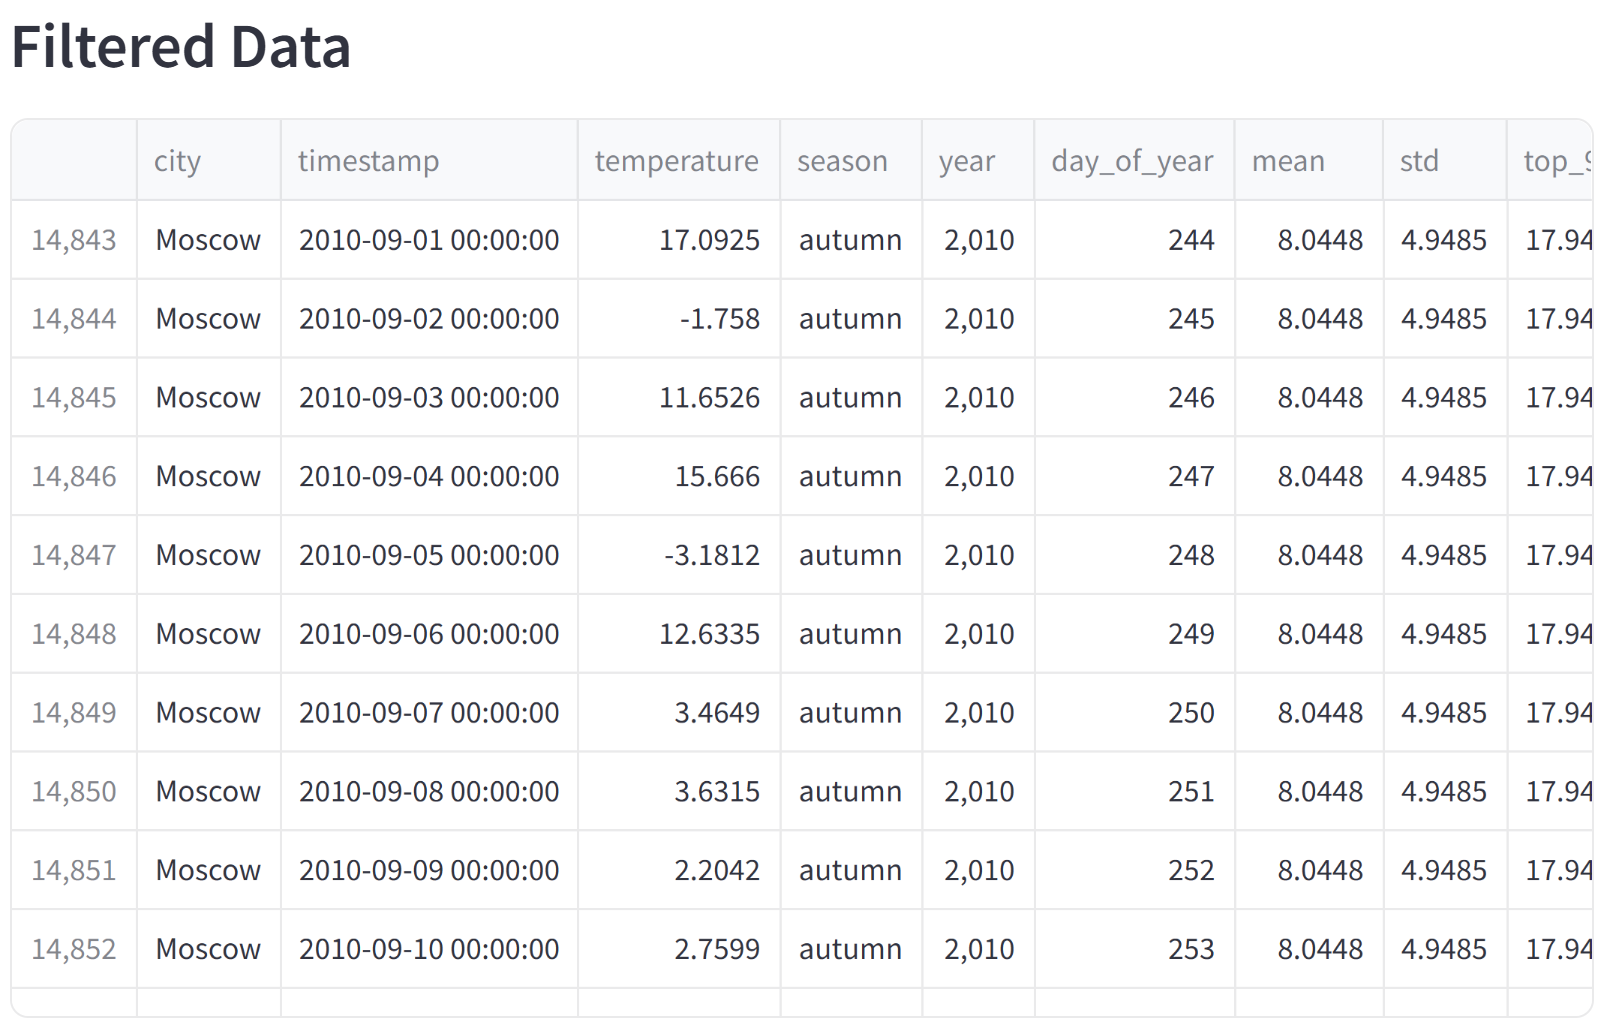 Filtered Data
city timestamp temperature season year day_of_year mean std
14,843 Moscow 2010-09-01 00:00:00 17.0925 autumn 2,010 244 8.0448 4.9485 17.94
14,844 Moscow 2010-09-02 00:00:00 -1.758 autumn 2,010 245 8.0448 4.9485 17.94
14,845 Moscow 2010-09-03 00:00:00 11.6526 autumn 2,010 246 8.0448 4.9485 17.94
14,846 Moscow 2010-09-04 00:00:00 15.666 autumn 2,010 247 8.0448 4.9485 17.94
14,847 Moscow 2010-09-05 00:00:00 -3.1812 autumn 2,010 248 8.0448 4.9485 17.94
14,848 Moscow 2010-09-06 00:00:00 12.6335 autumn 2,010 249 8.0448 4.9485 17.94
14,849 Moscow 2010-09-07 00:00:00 3.4649 autumn 2,010 250 8.0448 4.9485 17.94
14,850 Moscow 2010-09-08 00:00:00 3.6315 autumn 2,010 251 8.0448 4.9485 17.94
14,851 Moscow 2010-09-09 00:00:00 2.2042 autumn 2,010 252 8.0448 4.9485 17.94
14,852 Moscow 2010-09-10 00:00:00 2.7599 autumn 2,010 253 8.0448 4.9485 17.94